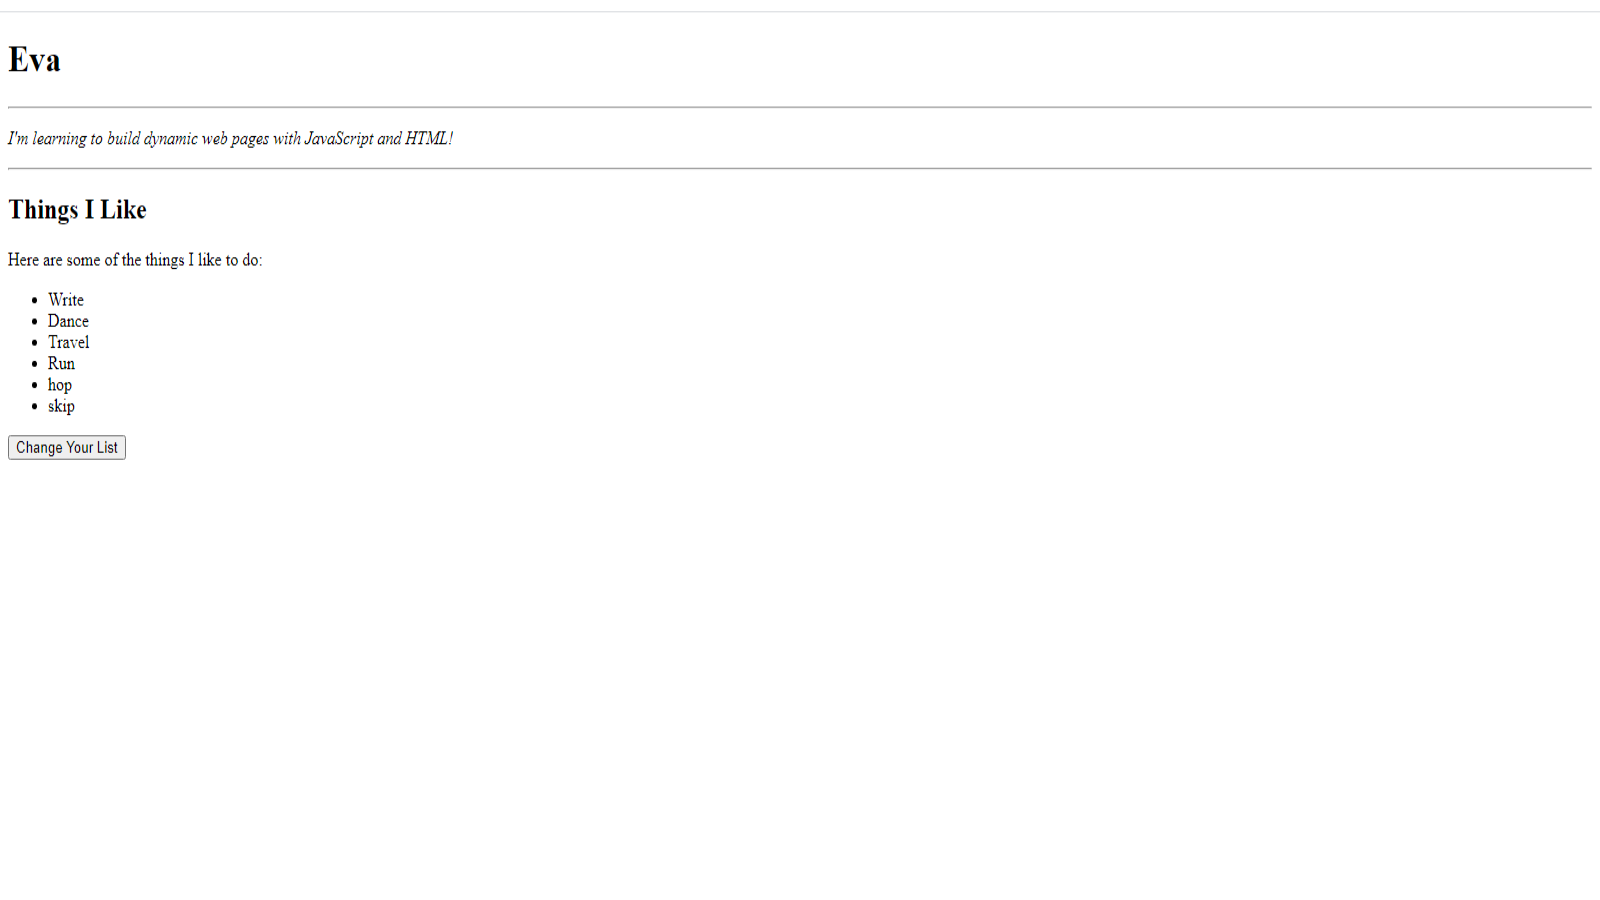 Eva
I'm learning to build dynamic web pages with JavaScript and HTML!
Things I Like
Here are some of the things I like to do:
Write
Dance
Travel
Run
hop
skip
Change Your List